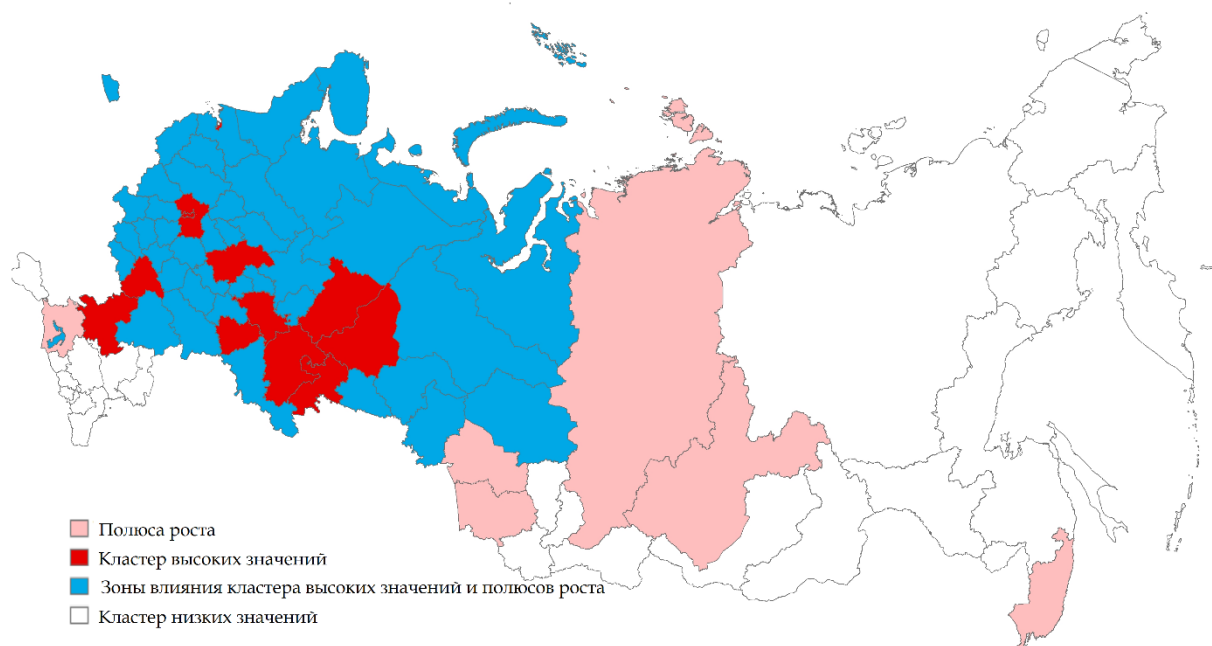 Полюса роста
Кластер высоких значений
Зоны влияния кластера высоких значений и полюсов роста
Кластер низких значений